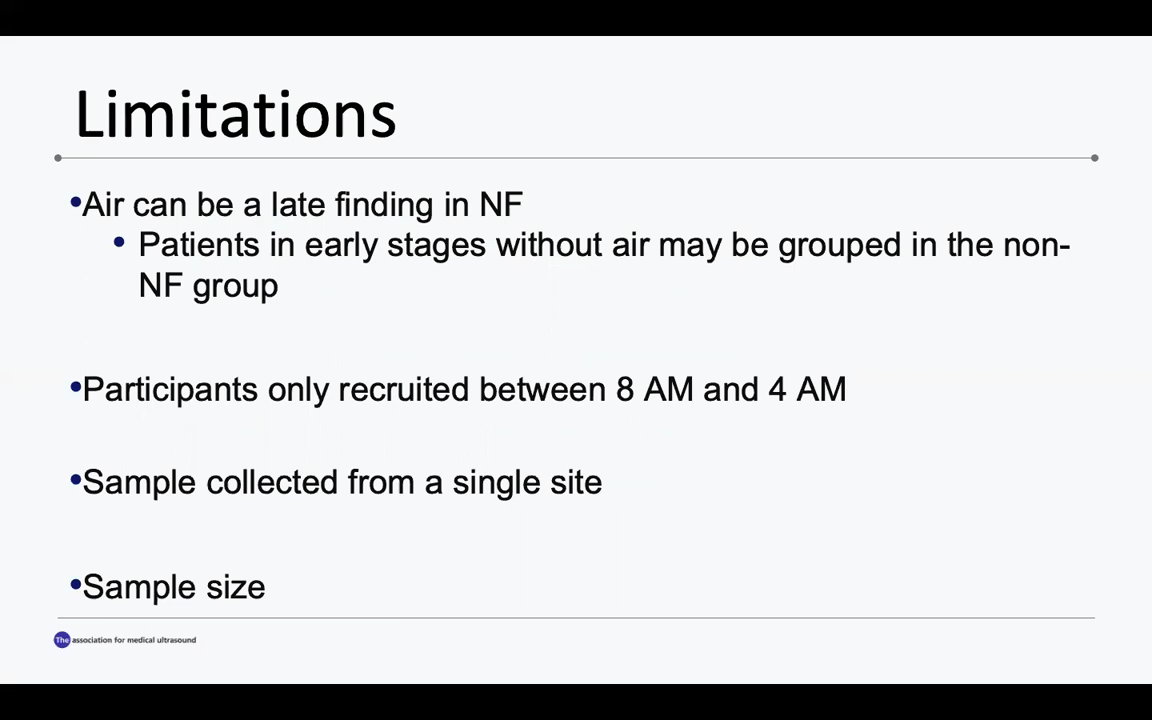 Limitations
•Air can be a late finding in NF
• Patients in early stages without air may be grouped in the non-
NF group
•Participants only recruited between 8 AM and 4 AM
•Sample collected from a single site
•Sample size
The association for medical ultrasound